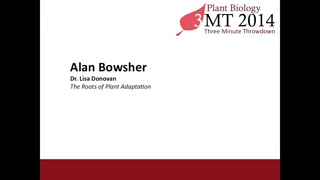 Plant Biology
3MT 2014
Three Minute Throwdown
Alan Bowsher
Dr. Lisa Donovan
The Roots of Plant Adaptation